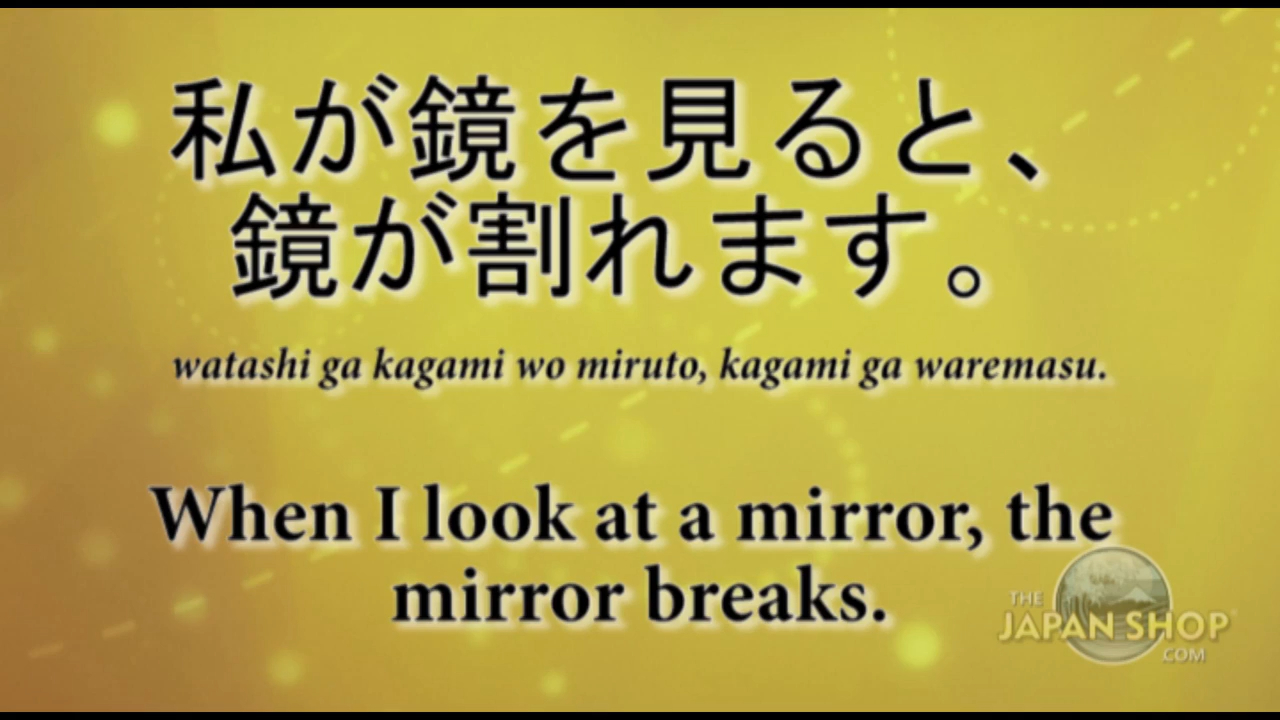 私が鏡を見ると、
鏡が割れます。
watashi ga kagami wo miruto, kagami ga waremasu.
When I look at a mirror, the
mirror breaks.
THE
JAPAN SHOP
.COM